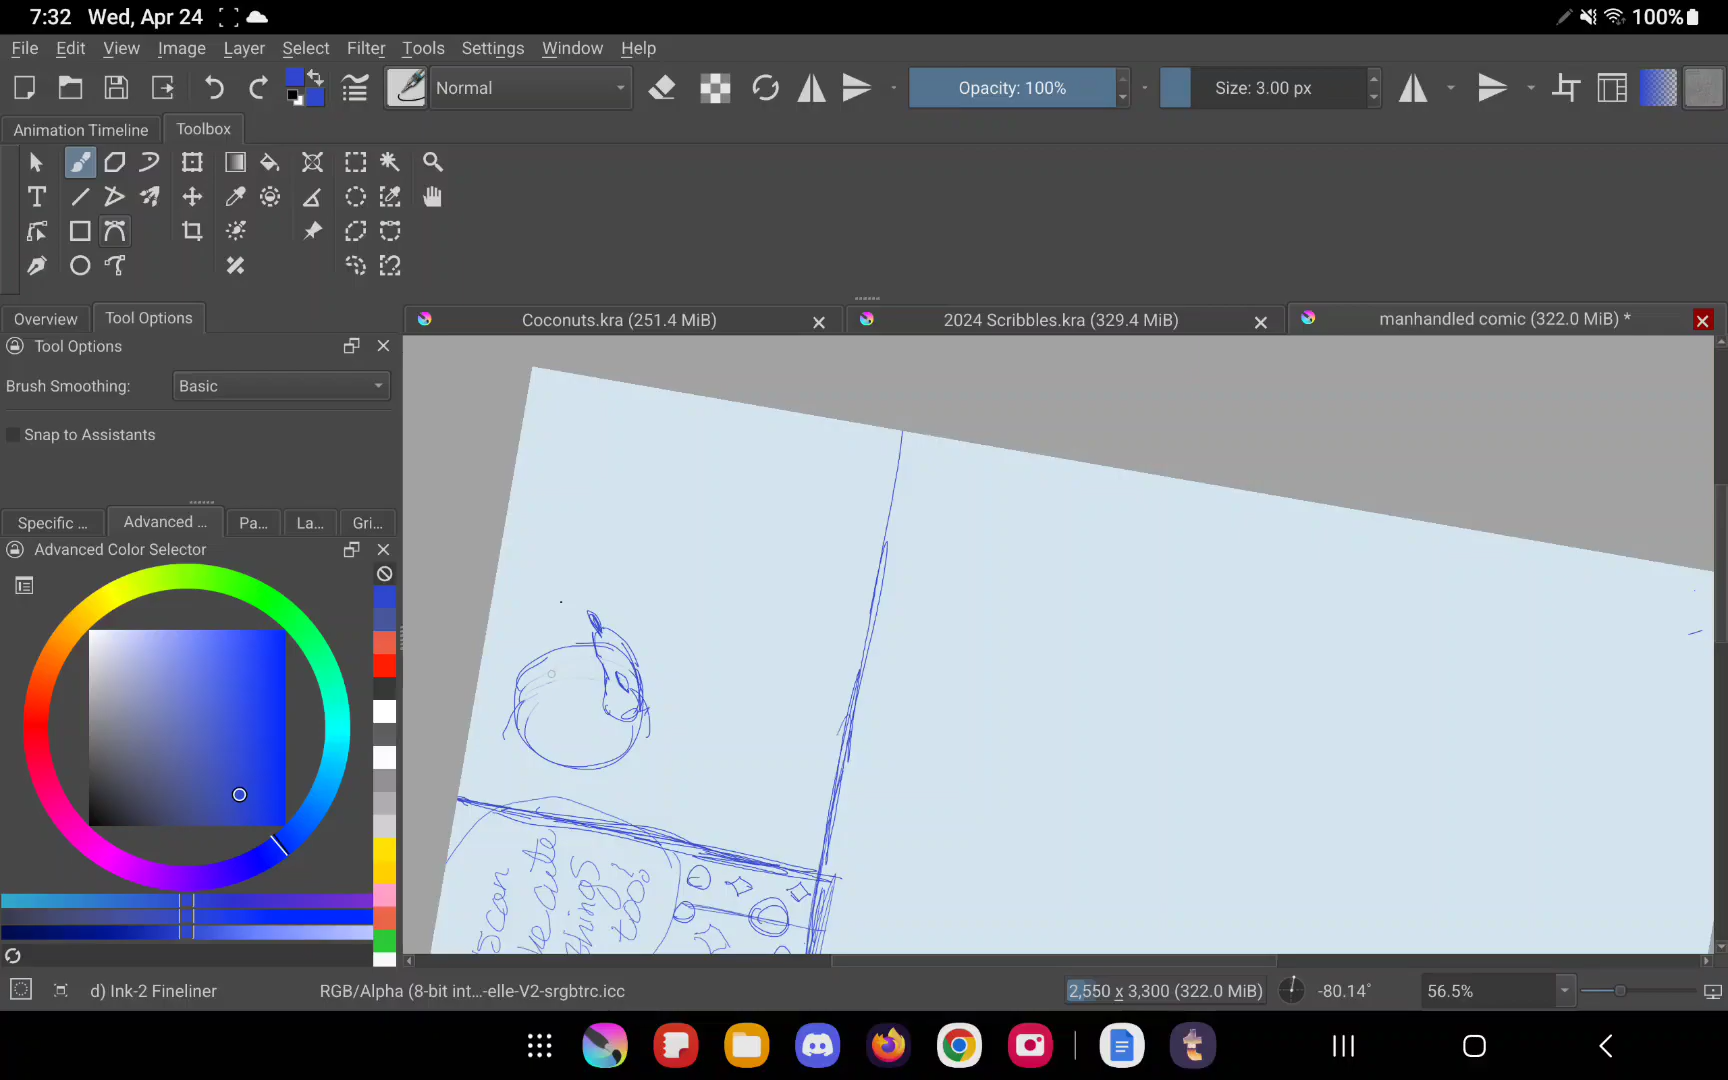 7:32 Wed, Apr 24
100%
File Edit View Image Layer Select Filter Tools Settings Window Help
Normal
Opacity: 100%
Size: 3.00 px
Animation Timeline
Toolbox
Overview
Tool Options
Coconuts.kra (251.4 MiB)
2024 Scribbles.kra (329.4 MiB)
manhandled comic (322.0 MiB) *
Tool Options
Brush Smoothing:
Basic
Snap to Assistants
Specific ...
Advanced ...
Pa...
La...
Gri...
Advanced Color Selector
cute
things
too!
d) Ink-2 Fineliner
RGB/Alpha (8-bit int...-elle-V2-srgbtrc.icc
2,550 x 3,300 (322.0 MiB)
-80.14°
56.5%